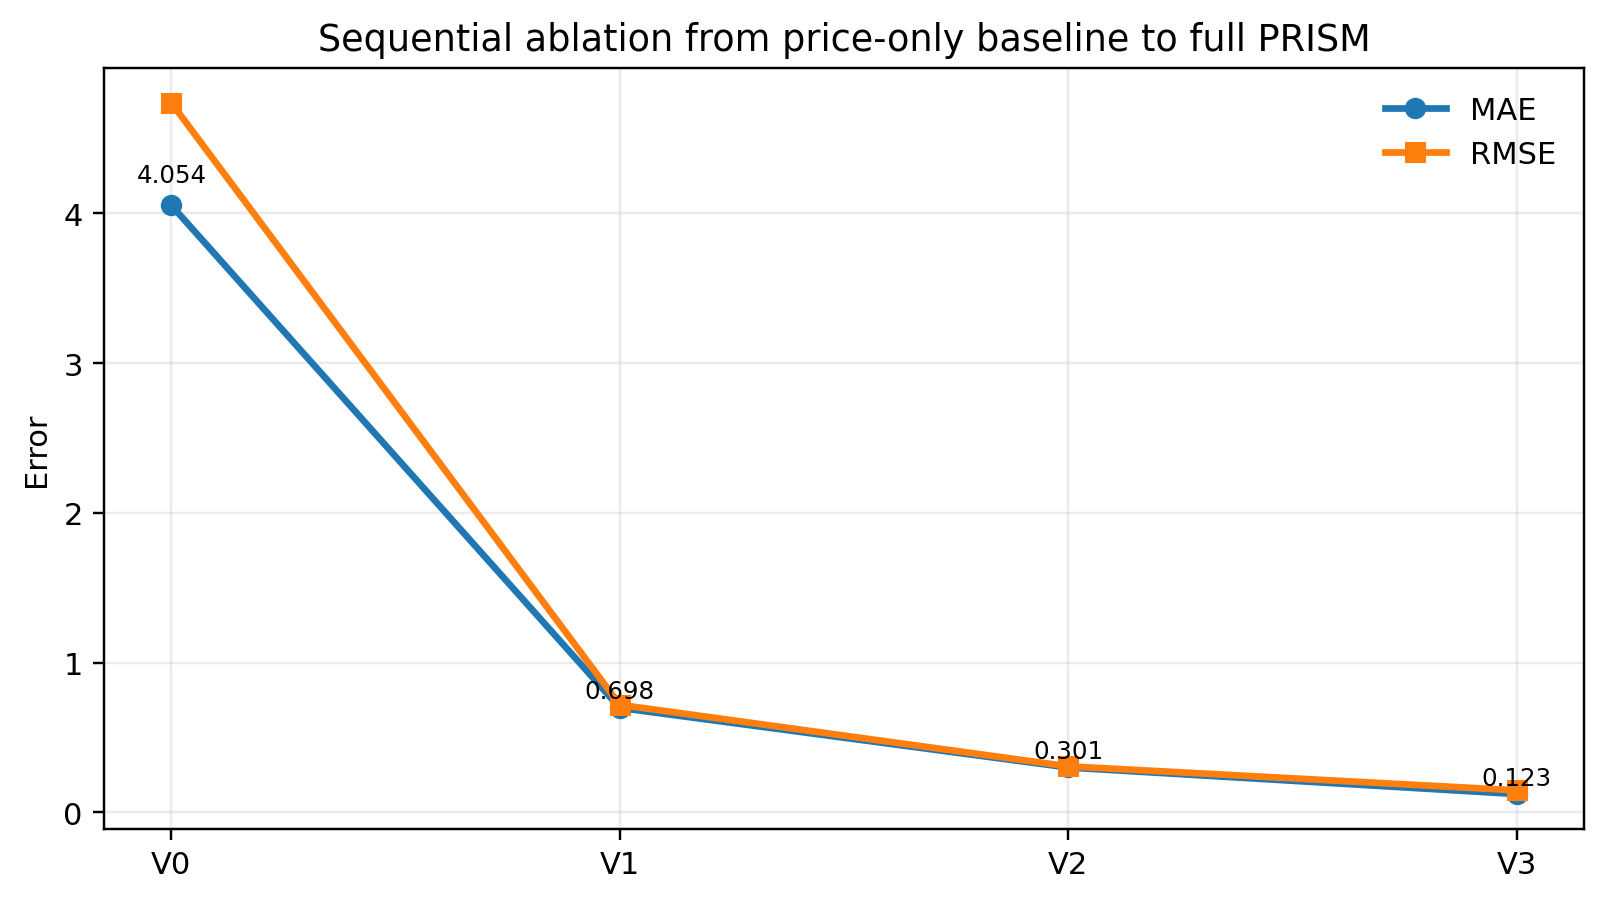 Sequential ablation from price-only baseline to full PRISM
MAE
RMSE
4.054
0.698
0.301
0.123
Error
4
3
2
1
0
V0
V1
V2
V3